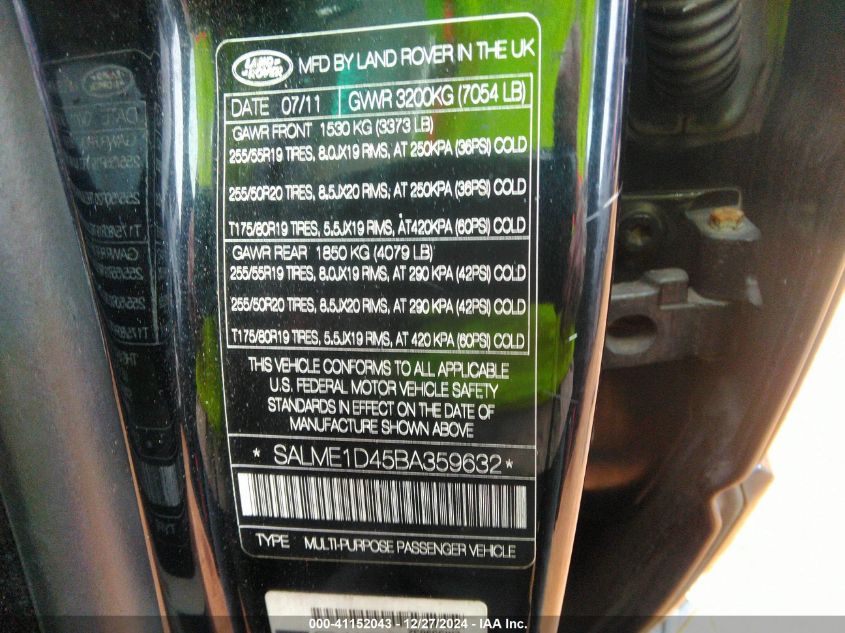 LAND ROVER MFD BY LAND ROVER IN THE UK
DATE 07/11 GVWR 3200KG (7054 LB)
GAWR FRONT 1530 KG (3373 LB)
255/55R19 TIRES, 8.0JX19 RIMS, AT 250KPA (36PSI) COLD
255/50R20 TIRES, 8.5JX20 RIMS, AT 250KPA (36PSI) COLD
T175/80R19 TIRES, 5.5JX19 RIMS, AT420KPA (60PSI) COLD
GAWR REAR 1850 KG (4079 LB)
255/55R19 TIRES, 8.0JX19 RIMS, AT 290 KPA (42PSI) COLD
255/50R20 TIRES, 8.5JX20 RIMS, AT 290 KPA (42PSI) COLD
T175/80R19 TIRES, 5.5JX19 RIMS, AT 420 KPA (60PSI) COLD
THIS VEHICLE CONFORMS TO ALL APPLICABLE
U.S. FEDERAL MOTOR VEHICLE SAFETY
STANDARDS IN EFFECT ON THE DATE OF
MANUFACTURE SHOWN ABOVE
* SALME1D45BA359632 *
TYPE MULTI-PURPOSE PASSENGER VEHICLE
000-41152043 - 12/27/2024 - IAA Inc.